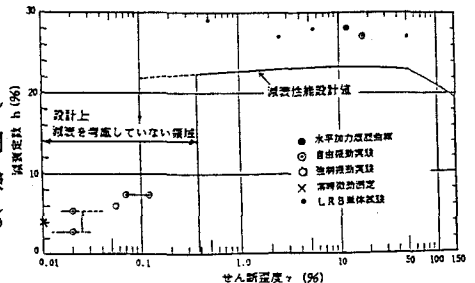 30
20
10
0
減衰定数 h (%)
減衰性能設計値
設計上
減衰を考慮していない領域
水平加力履歴曲線
自由振動実験
強制振動実験
常時微動測定
LRB単体試験
0.01
0.1
1.0
10
50
100
150
せん断歪度γ (%)